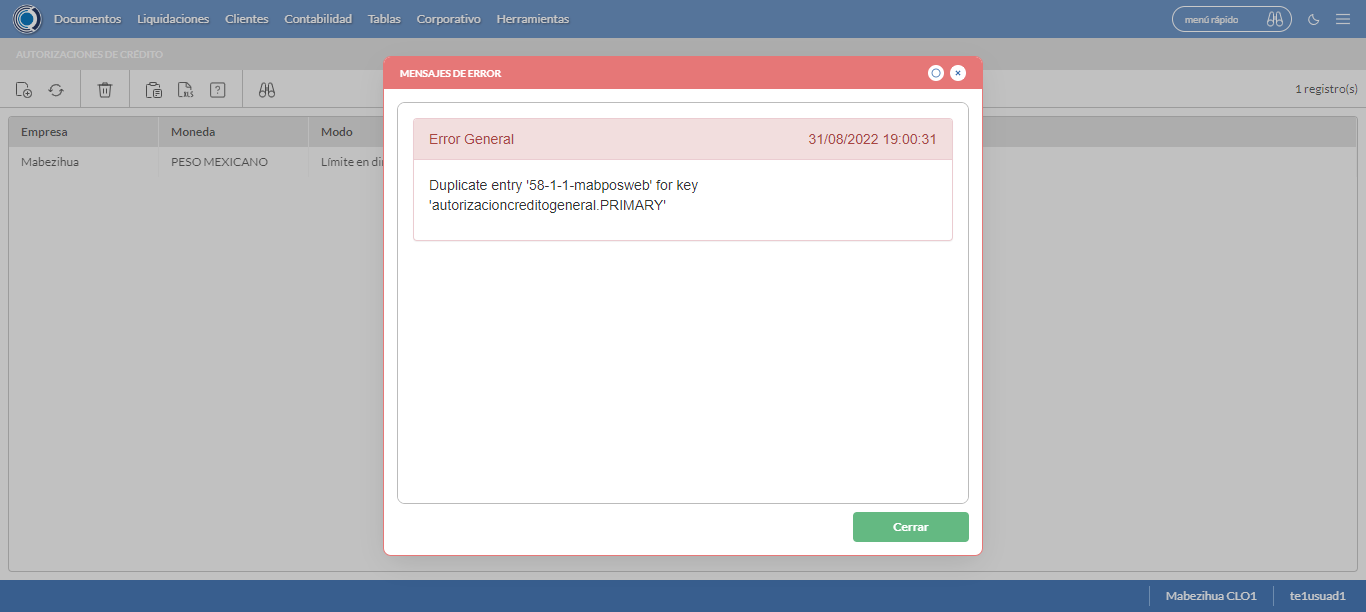 Documentos Liquidaciones Clientes Contabilidad Tablas Corporativo Herramientas menú rápido
AUTORIZACIONES DE CRÉDITO
MENSAJES DE ERROR
XLS ? 1 registro(s)
Empresa Moneda Modo
Mabezihua PESO MEXICANO Límite en
Error General 31/08/2022 19:00:31
Duplicate entry '58-1-1-mabposweb' for key
'autorizacioncreditogeneral.PRIMARY'
Cerrar
Mabezihua CLO1 te1usuad1